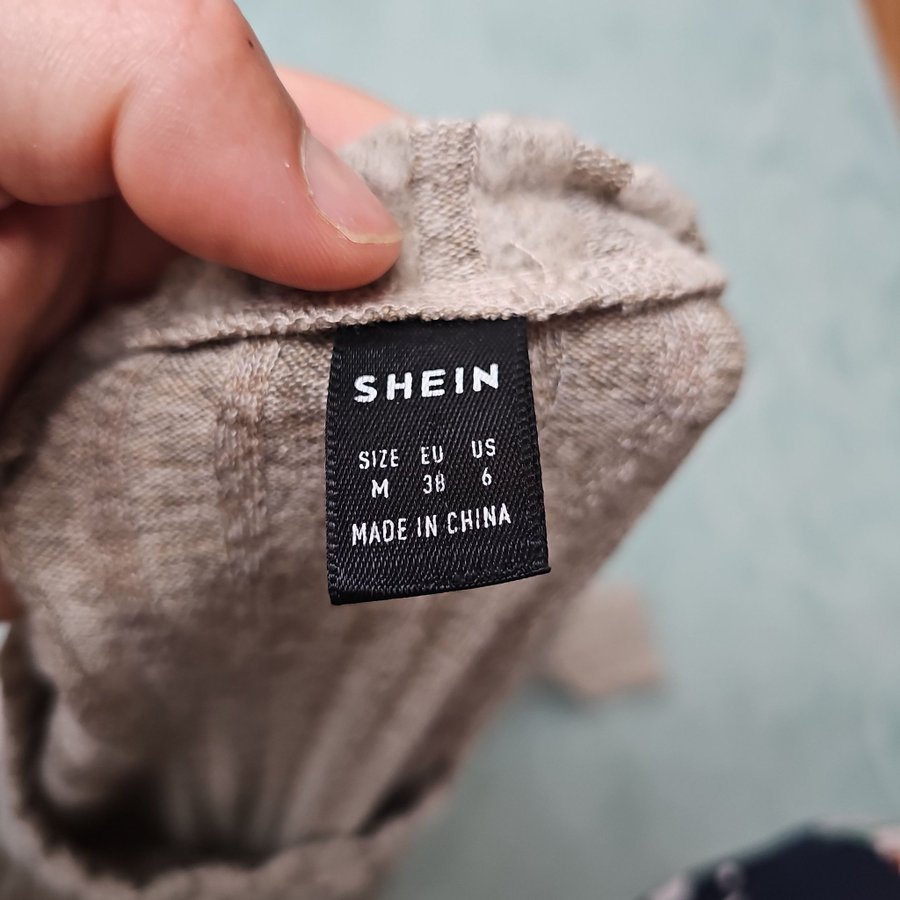 SHEIN
SIZE EU US
M 38 6
MADE IN CHINA